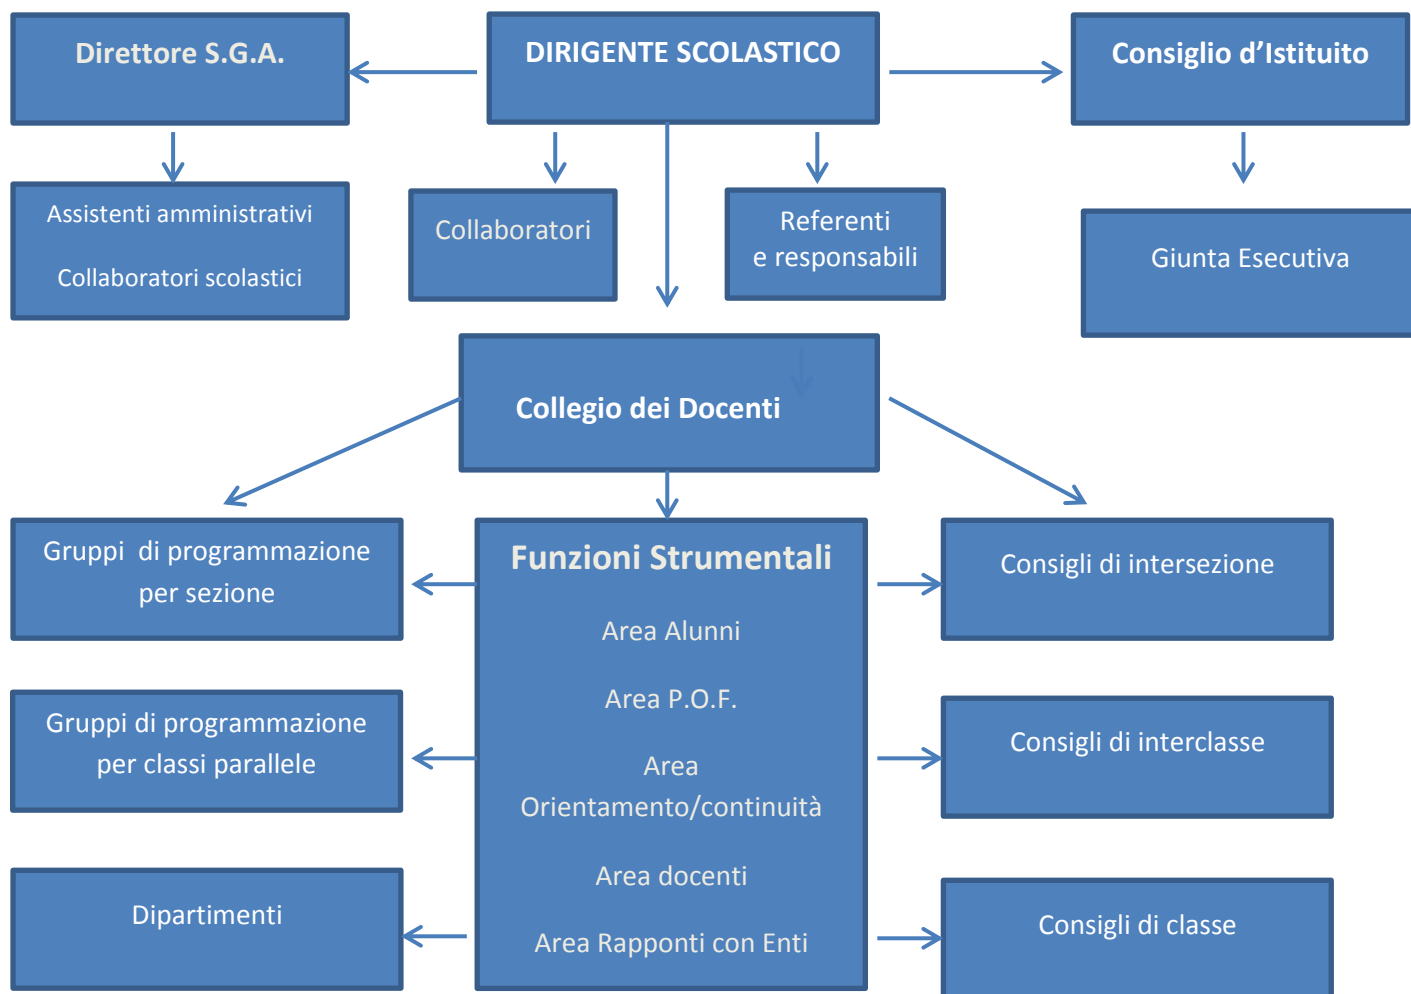 Direttore S.G.A.
DIRIGENTE SCOLASTICO
Consiglio d’Istituito
Assistenti amministrativi
Collaboratori scolastici
Collaboratori
Referenti
e responsabili
Giunta Esecutiva
Collegio dei Docenti
Gruppi di programmazione
per sezione
Funzioni Strumentali
Area Alunni
Area P.O.F.
Area
Orientamento/continuità
Area docenti
Area Rapponti con Enti
Consigli di intersezione
Gruppi di programmazione
per classi parallele
Consigli di interclasse
Dipartimenti
Consigli di classe